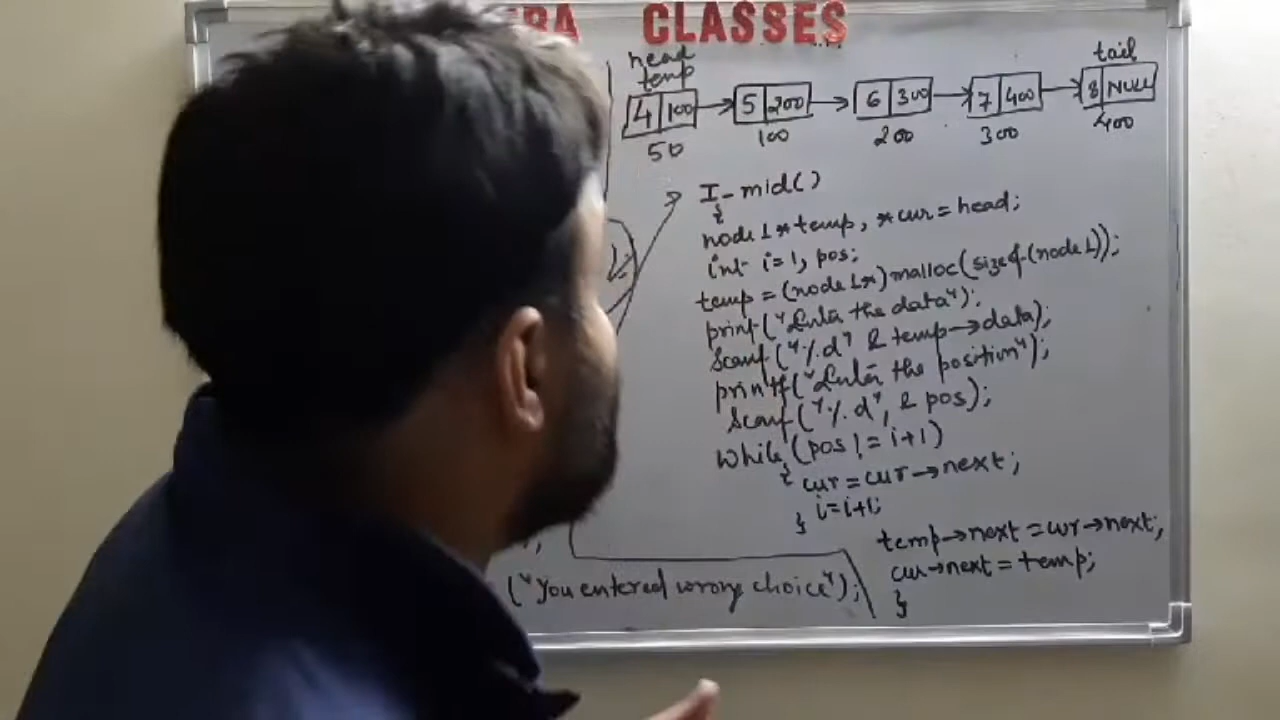 CLASSES
head
temp
tail
4 100 5 200 6 300 7 400 8 NULL
50 100 200 300 400
I-mid()
{
node1 *temp, *cur = head;
int i=1, pos;
temp = (node1*) malloc(sizeof(node1));
printf("Enter the data");
Scanf("%d" & temp→data);
printf("Enter the position");
Scanf("%d", & pos);
while(pos != i+1)
{ cur = cur→next;
i=i+1;
}
temp→next = cur→next;
cur→next = temp;
}
("You entered wrong choice");